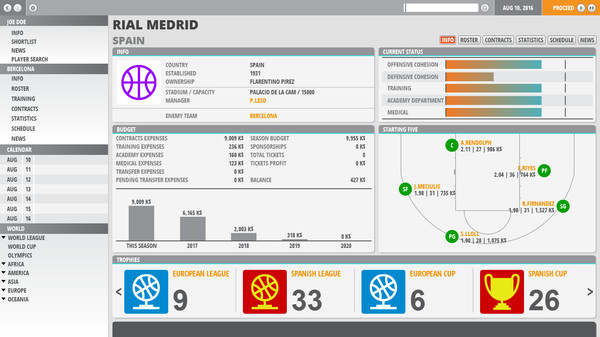 AUG 10, 2016
PROCEED
JOE DOE
INFO
SHORTLIST
NEWS
PLAYER SEARCH
BERCELONA
INFO
ROSTER
TRAINING
CONTRACTS
STATISTICS
SCHEDULE
NEWS
CALENDAR
AUG 10
AUG 11
AUG 12
AUG 13
AUG 14
AUG 15
AUG 16
WORLD
WORLD LEAGUE
WORLD CUP
OLYMPICS
AFRICA
AMERICA
ASIA
EUROPE
OCEANIA
RIAL MEDRID
SPAIN
INFO ROSTER CONTRACTS STATISTICS SCHEDULE NEWS
INFO
COUNTRY SPAIN
ESTABLISHED 1931
OWNERSHIP FLARENTINO PIREZ
STADIUM / CAPACITY PALACIO DE LA CAM / 15000
MANAGER P.LESO
ENEMY TEAM BERCELONA
CURRENT STATUS
OFFENSIVE COHESION
DEFENSIVE COHESION
TRAINING
ACADEMY DEPARTMENT
MEDICAL
BUDGET
CONTRACTS EXPENSES 9,009 K$ SEASON BUDGET 9,955 K$
TRAINING EXPENSES 236 K$ SPONSORSHIPS 0 K$
ACADEMY EXPENSES 160 K$ TOTAL TICKETS 0
MEDICAL EXPENSES 123 K$ TICKETS PROFIT 0 K$
TRANSFER EXPENSES 0 K$
PENDING TRANSFER EXPENSES 0 K$ BALANCE 427 K$
9,009 K$
6,165 K$
2,003 K$
318 K$
0 K$
THIS SEASON 2017 2018 2019 2020
STARTING FIVE
C A.RENDOLPH
2.11 | 27 | 986 K$
PF
2.04 | 36 | 764 K$
SF J.MECIULIS
1.98 | 31 | 735 K$
SG R.FIRNANDEZ
1.98 | 31 | 1,527 K$
PG S.LLOLL
1.90 | 28 | 1,075 K$
TROPHIES
EUROPEAN LEAGUE
9
SPANISH LEAGUE
33
EUROPEAN CUP
6
SPANISH CUP
26